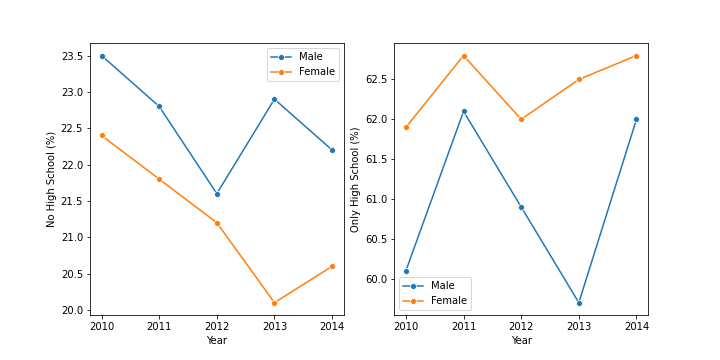 No High School (%)
23.5
23.0
22.5
22.0
21.5
21.0
20.5
20.0
2010 2011 2012 2013 2014
Year
Male
Female
Only High School (%)
62.5
62.0
61.5
61.0
60.5
60.0
2010 2011 2012 2013 2014
Year
Male
Female